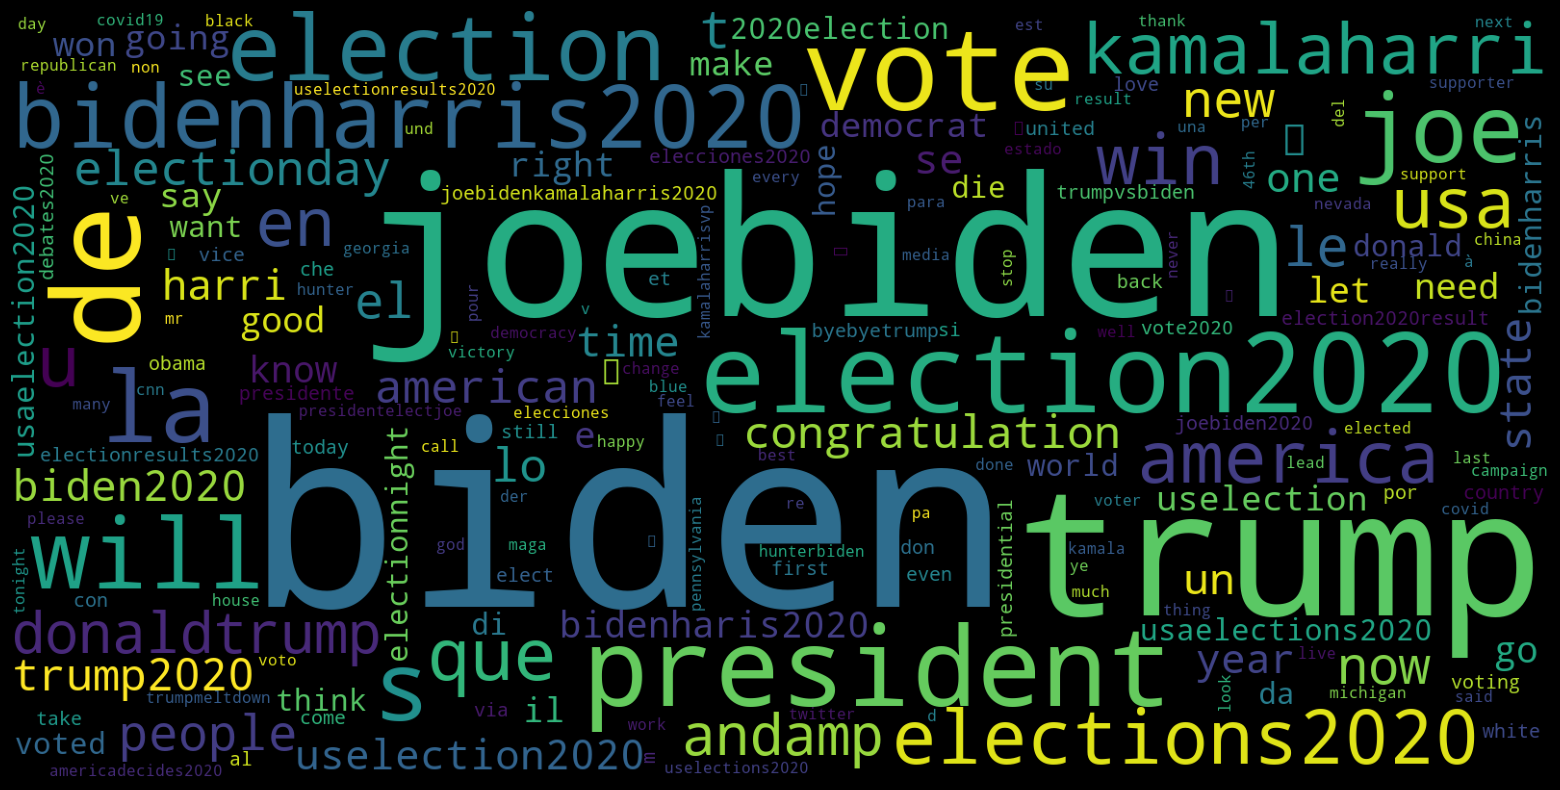 day covid19 black est thank next
won going election t 2020election vote kamalaharri
republican non see make
uselectionresults2020 su love supporter
è bidenharris2020 result new joe
und democrat united una per del
electionday right elecciones2020 se estado win 46th one bidenharris
debates2020 say joebidenkamalaharris2020 every hope die trumpvsbiden support
ve want en joebiden para nevada usa
usaelection2020 de vice georgia media stop never le donald china
che et back really à
harri hunter el pour kamalaharrisvp let need
mr good v democracy time byebyetrump si well vote2020 election2020result
u obama know victory change election2020 state
la cnn presidente american blue
many presidentelectjoe elecciones feel joebiden2020
electionresults2020 today call still e happy congratulation america elected
electionnight lo best done world lead last
biden2020 biden der re trump uselection por campaign
please pennsylvania pa presidential voter country
will god maga hunterbiden don kamala covid
tonight con house elect first even ye un
much
donaldtrump di bidenharis2020 thing usaelections2020
que president year live now go
trump2020 voto s
trumpmeltdown think via il twitter d look da michigan voting
take come work said
voted people uselection2020 andamp elections2020 white
al m
americadecides2020 uselections2020